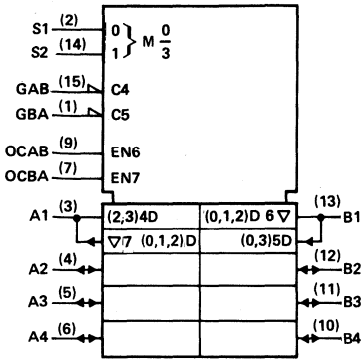 S1 (2) 0 } M 0/3
S2 (14) 1
GAB (15) C4
GBA (1) C5
OCAB (9) EN6
OCBA (7) EN7
A1 (3) (2,3)4D (0,1,2)D 6 ▽ (13) B1
▽7 (0,1,2)D (0,3)5D
A2 (4) (12) B2
A3 (5) (11) B3
A4 (6) (10) B4